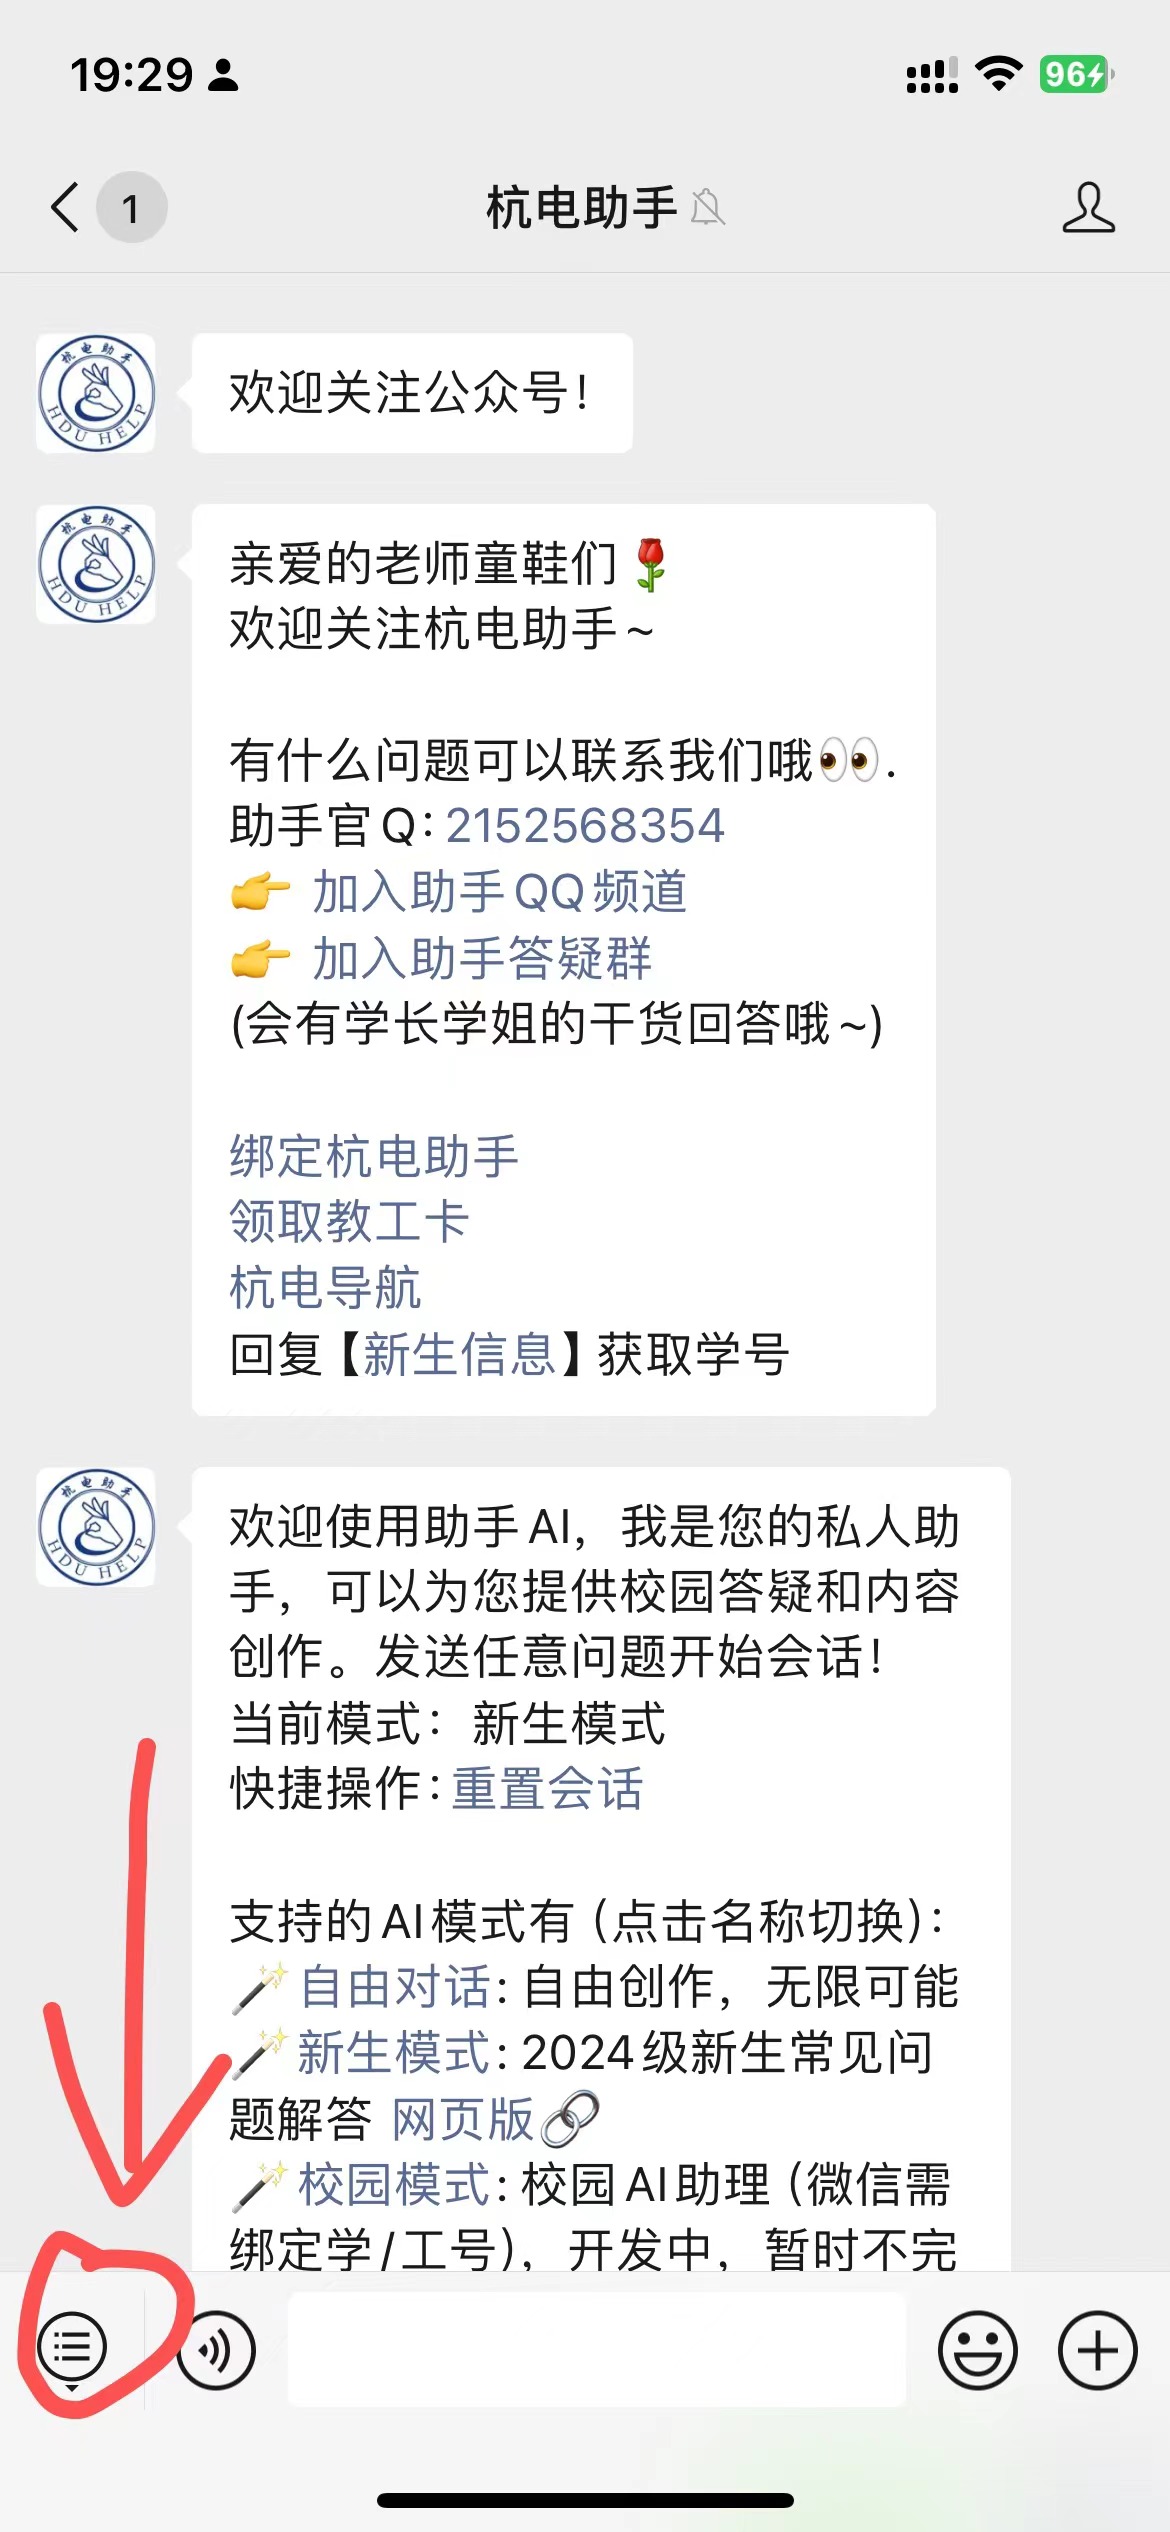 19:29
96
1
杭电助手
杭电助手
HDU HELP
欢迎关注公众号！
杭电助手
HDU HELP
亲爱的老师童鞋们🌹
欢迎关注杭电助手~
有什么问题可以联系我们哦👀.
助手官Q：2152568354
👉 加入助手QQ频道
👉 加入助手答疑群
(会有学长学姐的干货回答哦~)
绑定杭电助手
领取教工卡
杭电导航
回复【新生信息】获取学号
杭电助手
HDU HELP
欢迎使用助手AI，我是您的私人助
手，可以为您提供校园答疑和内容
创作。发送任意问题开始会话！
当前模式：新生模式
快捷操作：重置会话
支持的AI模式有（点击名称切换）：
🪄自由对话：自由创作，无限可能
🪄新生模式：2024级新生常见问
题解答 网页版🔗
🪄校园模式：校园AI助理（微信需
绑定学/工号），开发中，暂时不完